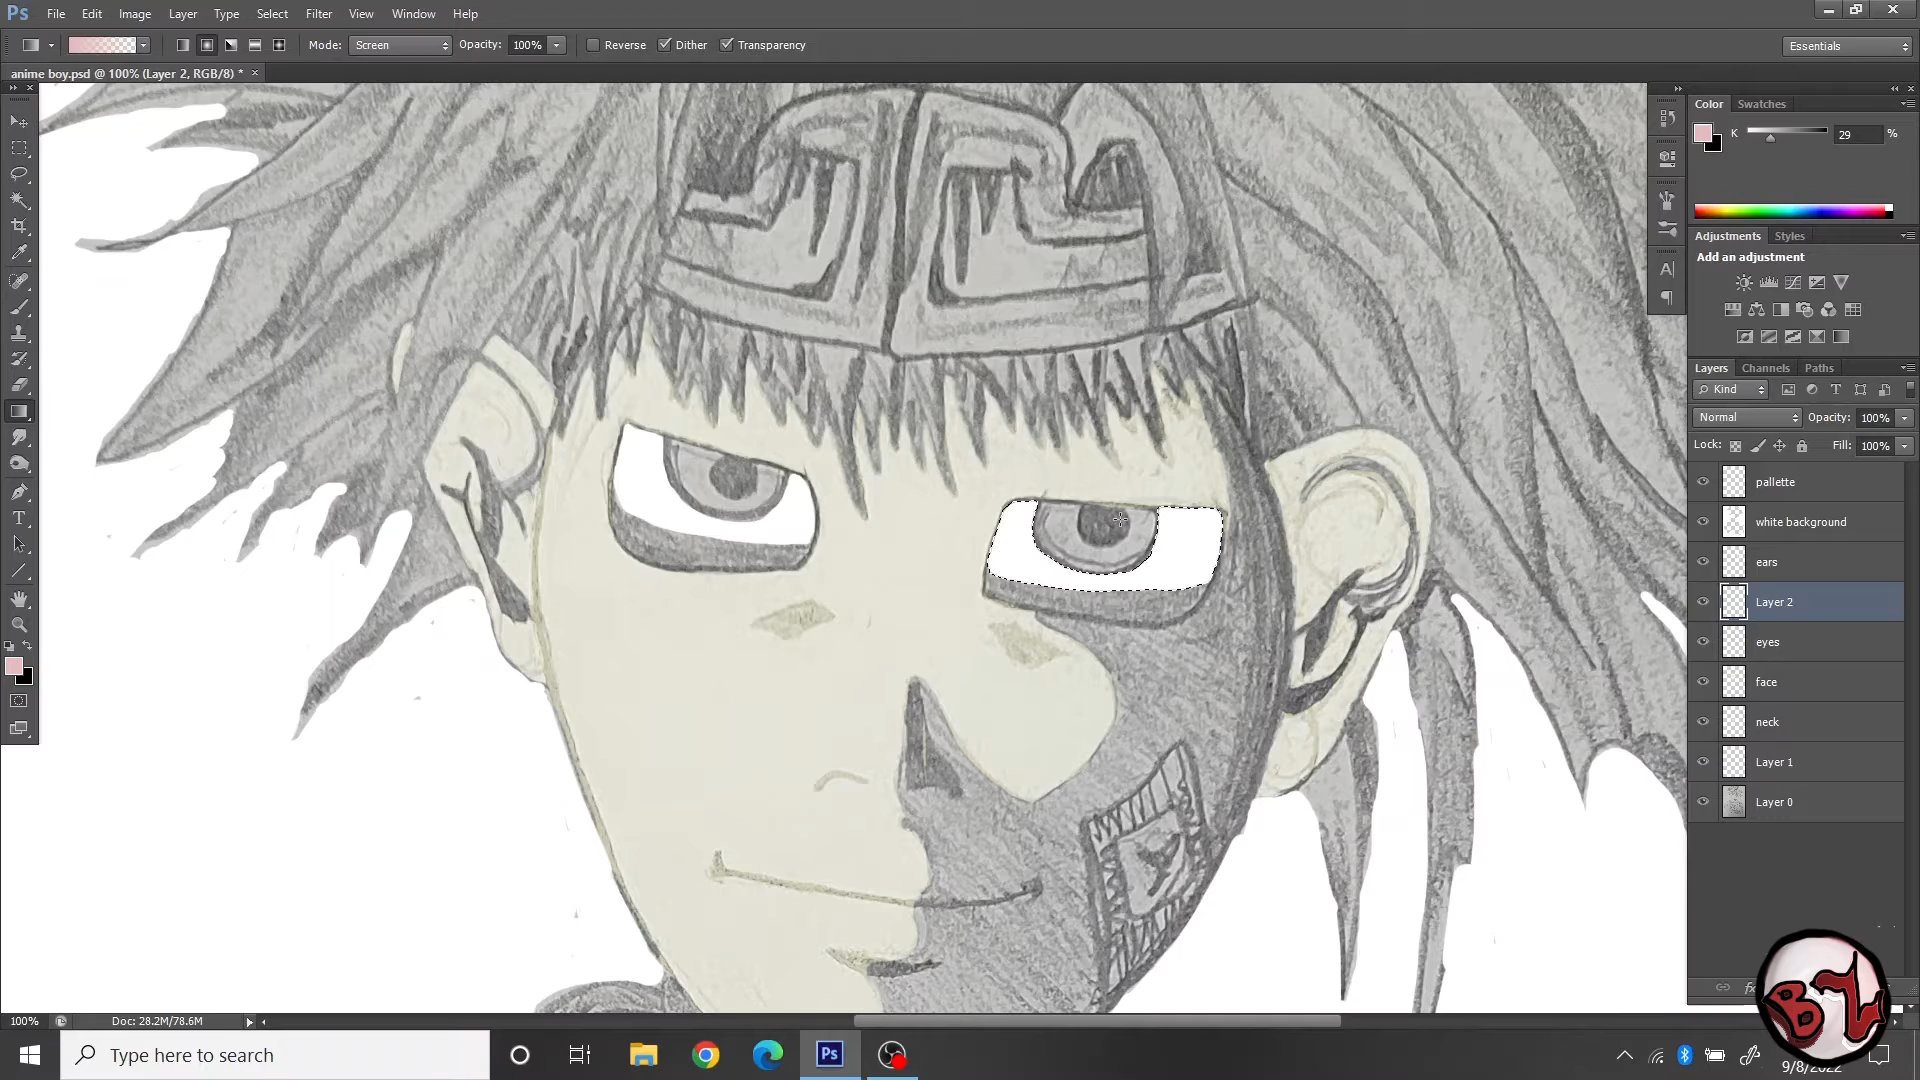 Ps File Edit Image Layer Type Select Filter View Window Help
Mode: Screen Opacity: 100% Reverse Dither Transparency Essentials
anime boy.psd @ 100% (Layer 2, RGB/8) * ×
Color Swatches
K 29 %
Adjustments Styles
Add an adjustment
Layers Channels Paths
Kind
Normal Opacity: 100%
Lock: Fill: 100%
pallette
white background
ears
Layer 2
eyes
face
neck
Layer 1
Layer 0
100% Doc: 28.2M/78.6M
Type here to search
Ps
9/8/2022